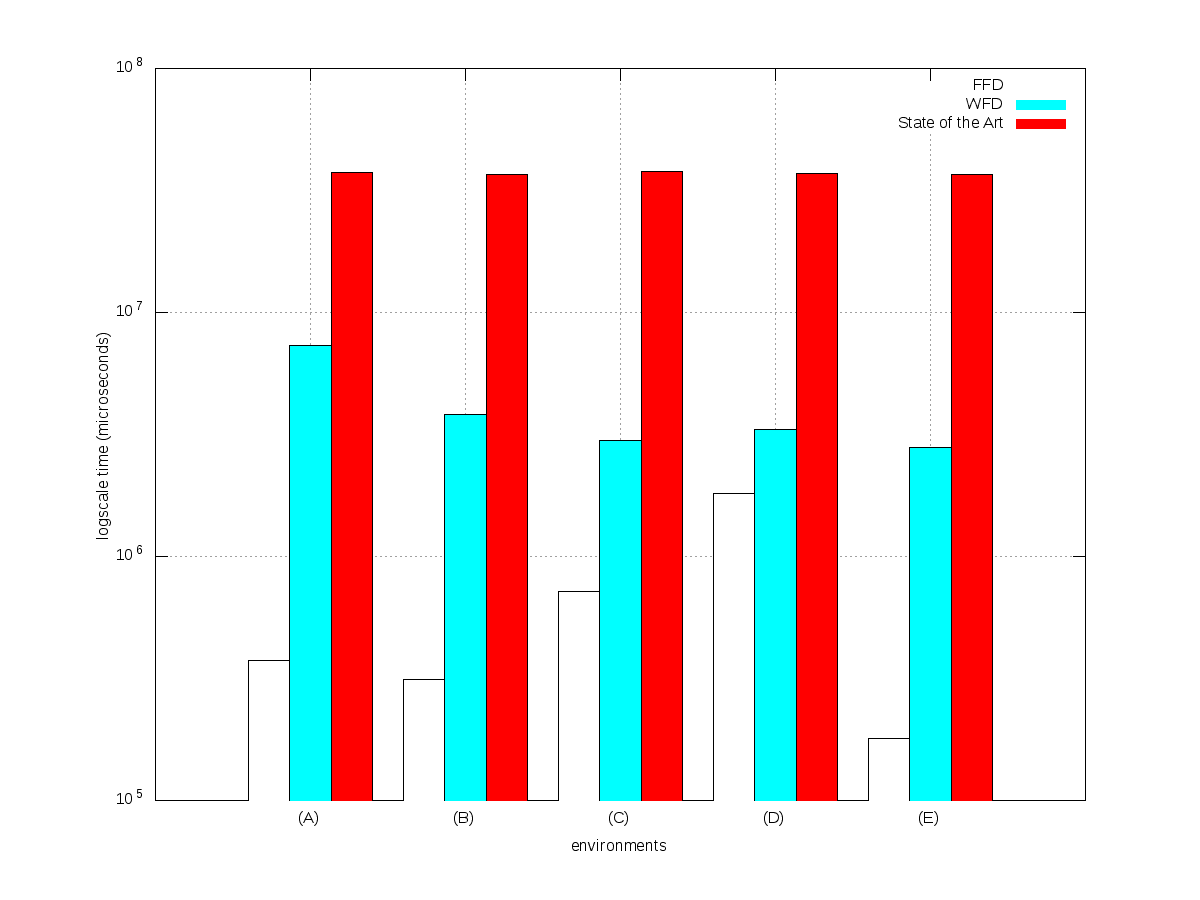 10^8
FFD
WFD
State of the Art
10^7
logscale time (microseconds)
10^6
10^5
(A) (B) (C) (D) (E)
environments